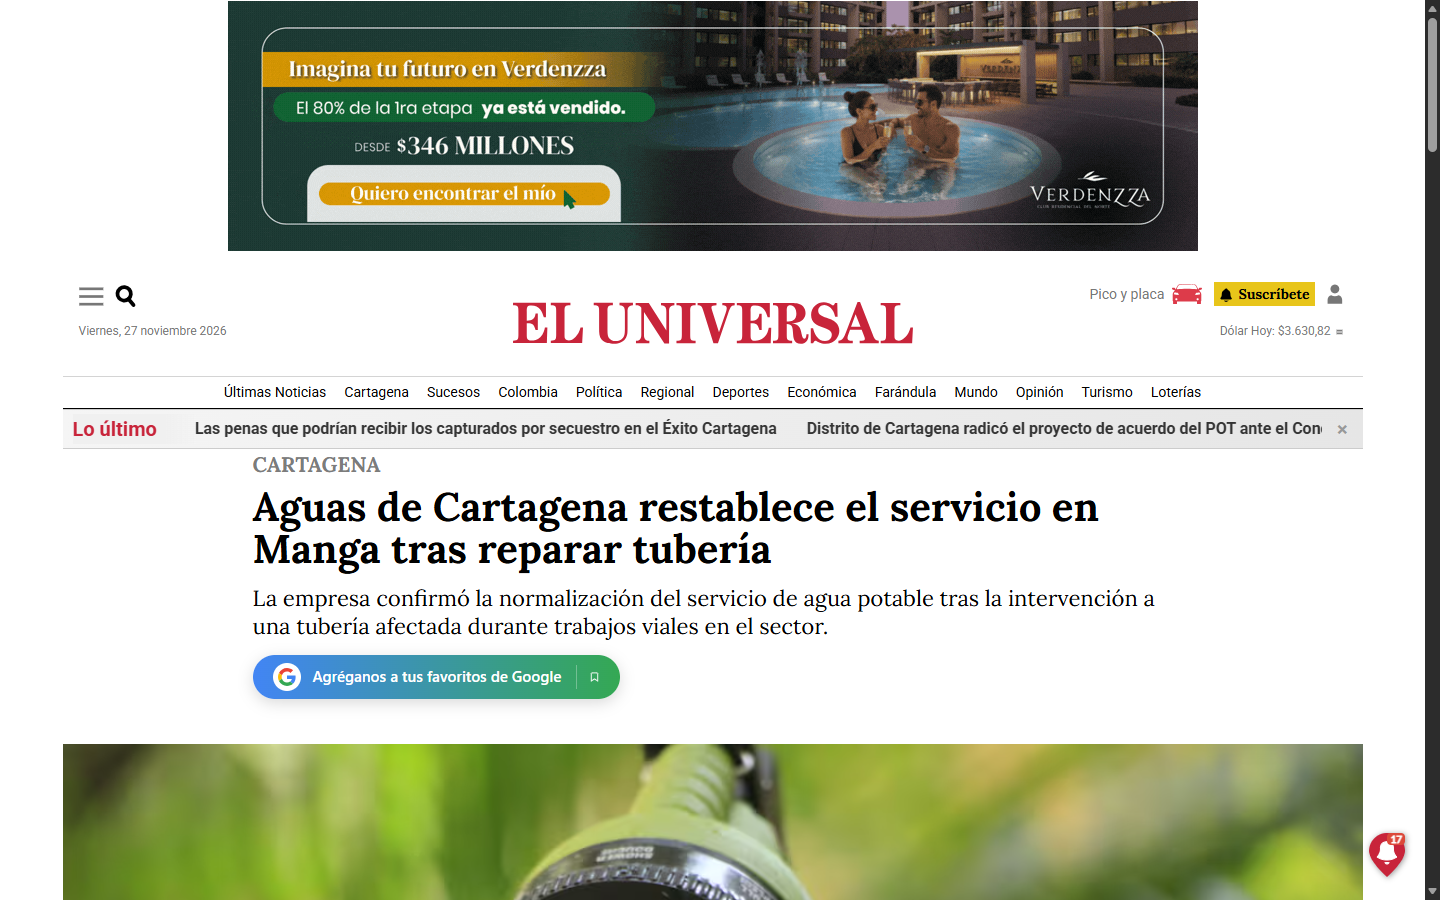 Imagina tu futuro en Verdenzza
El 80% de la 1ra etapa ya está vendido.
DESDE $346 MILLONES
Quiero encontrar el mío
VERDENZZA
CLUB RESIDENCIAL DEL NORTE
Pico y placa
Suscríbete
Viernes, 27 noviembre 2026
EL UNIVERSAL
Dólar Hoy: $3.630,82
Últimas Noticias Cartagena Sucesos Colombia Política Regional Deportes Económica Farándula Mundo Opinión Turismo Loterías
Lo último Las penas que podrían recibir los capturados por secuestro en el Éxito Cartagena Distrito de Cartagena radicó el proyecto de acuerdo del POT ante el Con
CARTAGENA
Aguas de Cartagena restablece el servicio en
Manga tras reparar tubería
La empresa confirmó la normalización del servicio de agua potable tras la intervención a
una tubería afectada durante trabajos viales en el sector.
Agréganos a tus favoritos de Google
17